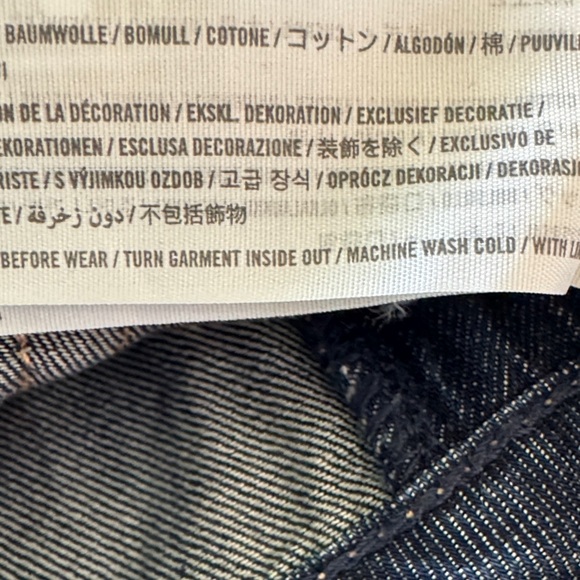 BAUMWOLLE / BOMULL / COTONE / コットン / ALGODÓN / 棉 / PUUVIL
N DE LA DÉCORATION / EKSKL. DEKORATION / EXCLUSIEF DECORATIE /
EKORATIONEN / ESCLUSA DECORAZIONE / 装飾を除く / EXCLUSIVO DE
RISTE / S VÝJIMKOU OZDOB / 고급 장식 / OPRÓCZ DEKORACJI / DEKORASJ
E / دون زخرفة / 不包括飾物
BEFORE WEAR / TURN GARMENT INSIDE OUT / MACHINE WASH COLD / WITH LI